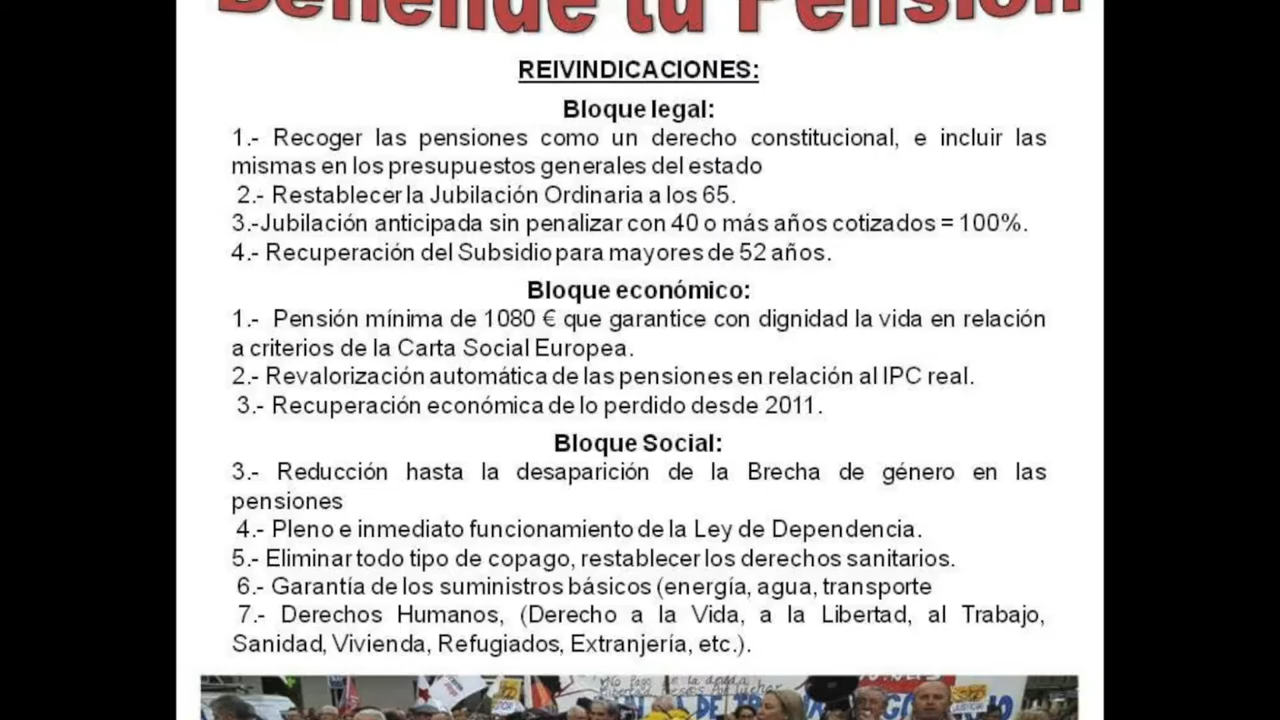 Defiende tu Pensión
REIVINDICACIONES:
Bloque legal:
1.- Recoger las pensiones como un derecho constitucional, e incluir las
mismas en los presupuestos generales del estado
2.- Restablecer la Jubilación Ordinaria a los 65.
3.-Jubilación anticipada sin penalizar con 40 o más años cotizados = 100%.
4.- Recuperación del Subsidio para mayores de 52 años.
Bloque económico:
1.- Pensión mínima de 1080 € que garantice con dignidad la vida en relación
a criterios de la Carta Social Europea.
2.- Revalorización automática de las pensiones en relación al IPC real.
3.- Recuperación económica de lo perdido desde 2011.
Bloque Social:
3.- Reducción hasta la desaparición de la Brecha de género en las
pensiones
4.- Pleno e inmediato funcionamiento de la Ley de Dependencia.
5.- Eliminar todo tipo de copago, restablecer los derechos sanitarios.
6.- Garantía de los suministros básicos (energía, agua, transporte
7.- Derechos Humanos, (Derecho a la Vida, a la Libertad, al Trabajo,
Sanidad, Vivienda, Refugiados, Extranjería, etc.).